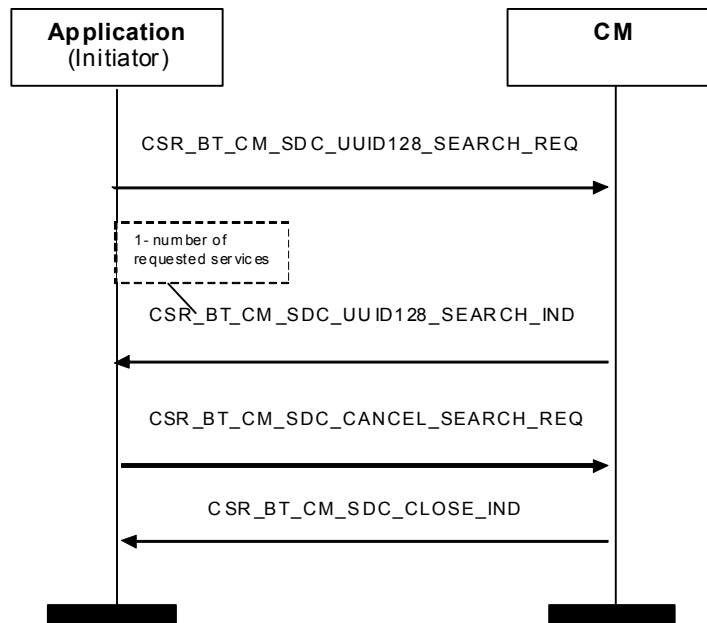 Application
(Initiator)
CM
CSR_BT_CM_SDC_UUID128_SEARCH_REQ
1- number of
requested services
CSR_BT_CM_SDC_UUID128_SEARCH_IND
CSR_BT_CM_SDC_CANCEL_SEARCH_REQ
CSR_BT_CM_SDC_CLOSE_IND